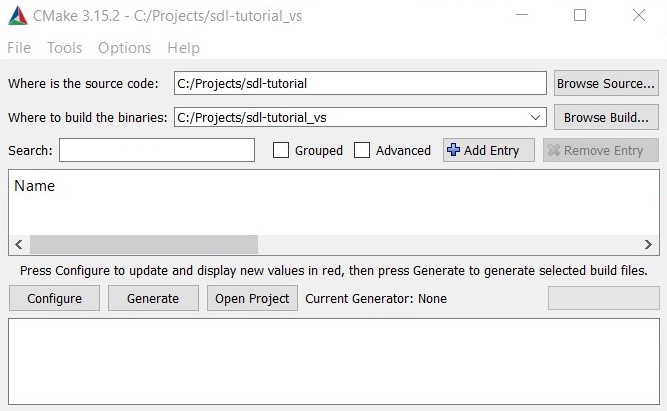 CMake 3.15.2 - C:/Projects/sdl-tutorial_vs
File Tools Options Help
Where is the source code: C:/Projects/sdl-tutorial Browse Source...
Where to build the binaries: C:/Projects/sdl-tutorial_vs Browse Build...
Search: Grouped Advanced Add Entry Remove Entry
Name
Press Configure to update and display new values in red, then press Generate to generate selected build files.
Configure Generate Open Project Current Generator: None